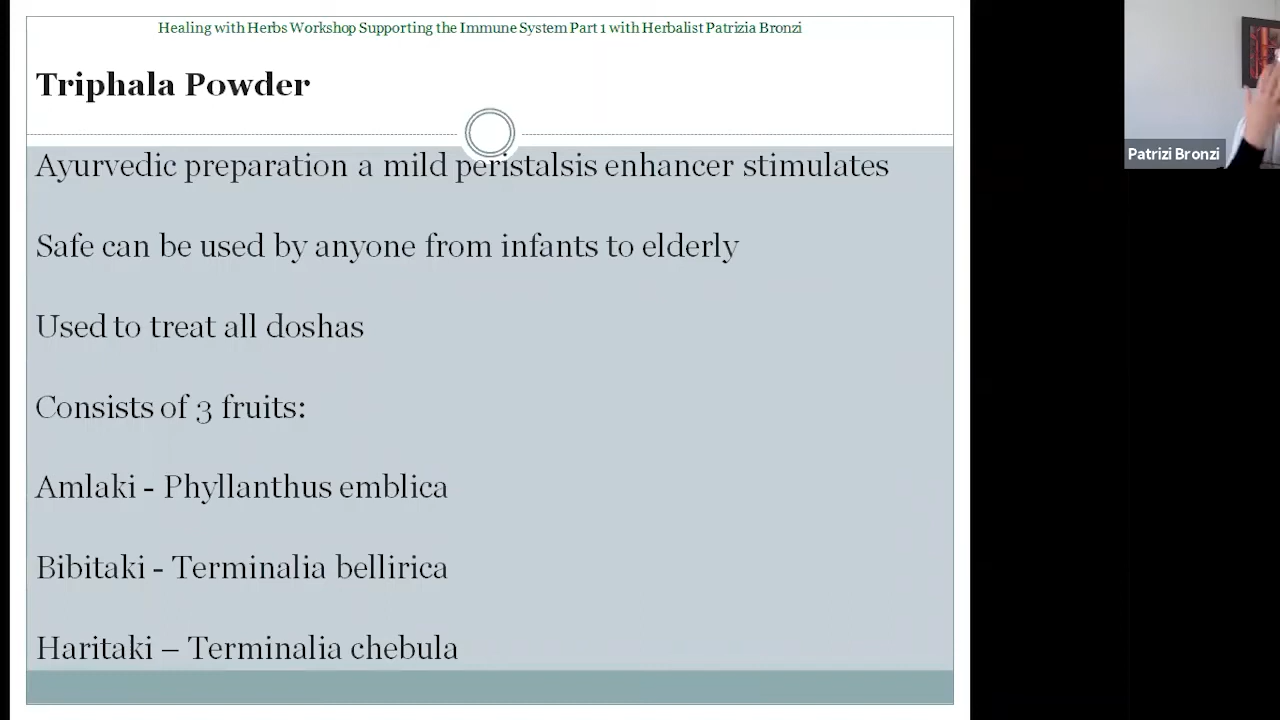 Healing with Herbs Workshop Supporting the Immune System Part 1 with Herbalist Patrizia Bronzi
Triphala Powder
Ayurvedic preparation a mild peristalsis enhancer stimulates
Safe can be used by anyone from infants to elderly
Used to treat all doshas
Consists of 3 fruits:
Amlaki - Phyllanthus emblica
Bibitaki - Terminalia bellirica
Haritaki – Terminalia chebula
Patrizi Bronzi